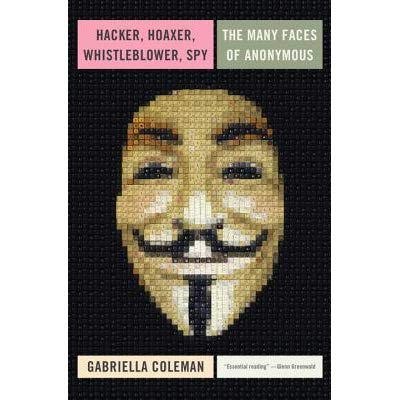 HACKER, HOAXER,
WHISTLEBLOWER, SPY
THE MANY FACES
OF ANONYMOUS
GABRIELLA COLEMAN
"Essential reading" —Glenn Greenwald